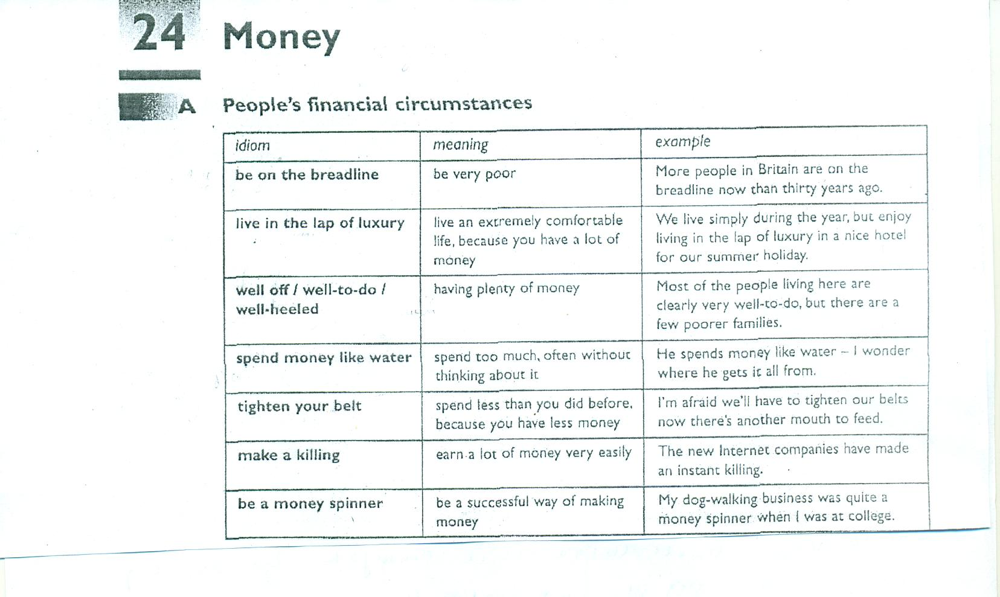 24 Money
A People's financial circumstances
idiom meaning example
be on the breadline be very poor More people in Britain are on the
breadline now than thirty years ago.
live in the lap of luxury live an extremely comfortable We live simply during the year, but enjoy
life, because you have a lot of living in the lap of luxury in a nice hotel
money for our summer holiday.
well off / well-to-do / having plenty of money Most of the people living here are
well-heeled clearly very well-to-do, but there are a
few poorer families.
spend money like water spend too much, often without He spends money like water – I wonder
thinking about it where he gets it all from.
tighten your belt spend less than you did before, I'm afraid we'll have to tighten our belts
because you have less money now there's another mouth to feed.
make a killing earn a lot of money very easily The new Internet companies have made
an instant killing.
be a money spinner be a successful way of making My dog-walking business was quite a
money money spinner when I was at college.